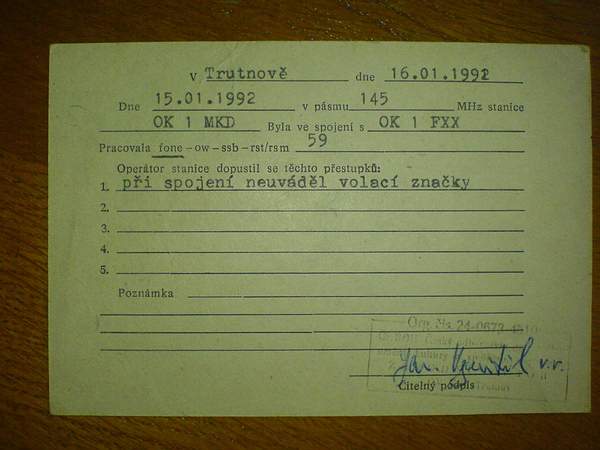 V Trutnově dne 16.01.1992
Dne 15.01.1992 v pásmu 145 MHz stanice
OK 1 MKD Byla ve spojení s OK 1 FXX
Pracovala fone-ow-ssb-rst/rsm 59
Operátor stanice dopustil se těchto přestupků:
1. při spojení neuváděl volací značky
2.
3.
4.
5.
Poznámka
Čitelný podpis